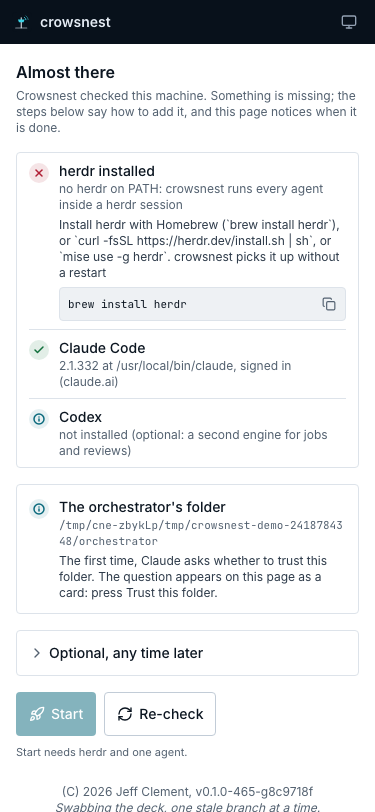 crowsnest
Almost there
Crowsnest checked this machine. Something is missing; the
steps below say how to add it, and this page notices when it
is done.
herdr installed
no herdr on PATH: crowsnest runs every agent
inside a herdr session
Install herdr with Homebrew (`brew install herdr`),
or `curl -fsSL https://herdr.dev/install.sh | sh`, or
`mise use -g herdr`. crowsnest picks it up without
a restart
brew install herdr
Claude Code
2.1.332 at /usr/local/bin/claude, signed in
(claude.ai)
Codex
not installed (optional: a second engine for jobs
and reviews)
The orchestrator's folder
/tmp/cne-zbykLp/tmp/crowsnest-demo-24187843
48/orchestrator
The first time, Claude asks whether to trust this
folder. The question appears on this page as a
card: press Trust this folder.
Optional, any time later
Start
Re-check
Start needs herdr and one agent.
(C) 2026 Jeff Clement, v0.1.0-465-g8c9718f
Swabbing the deck, one stale branch at a time.